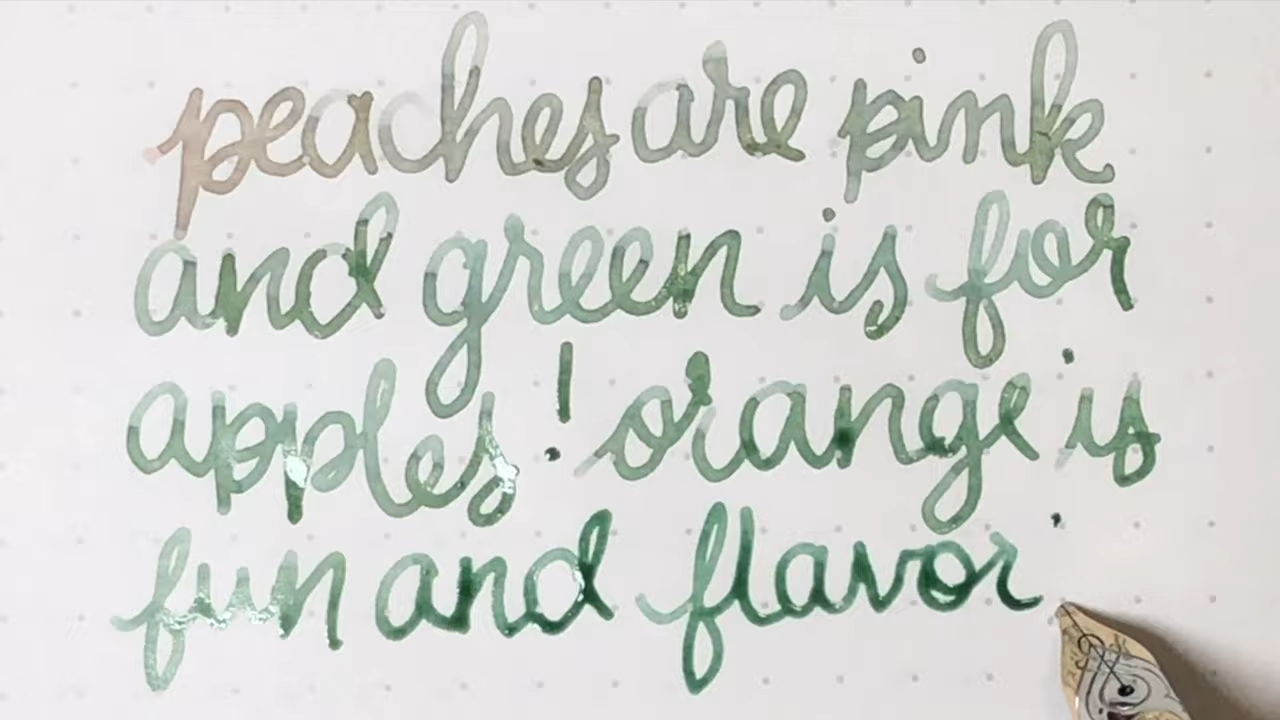 peaches are pink
and green is for
apples! orange is
fun and flavor